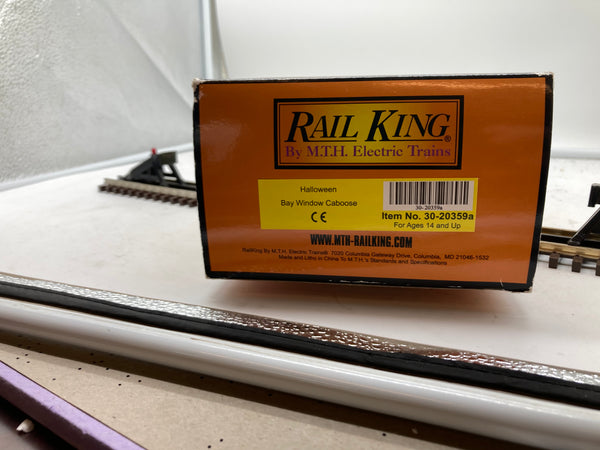 RAIL KING®
By M.T.H. Electric Trains
Halloween
Bay Window Caboose
CE
30-20359a
Item No. 30-20359a
For Ages 14 and Up
WWW.MTH-RAILKING.COM
RailKing By M.T.H. Electric Trains® 7020 Columbia Gateway Drive, Columbia, MD 21046-1532
Made and Litho in China To M.T.H.'s Standards and Specifications